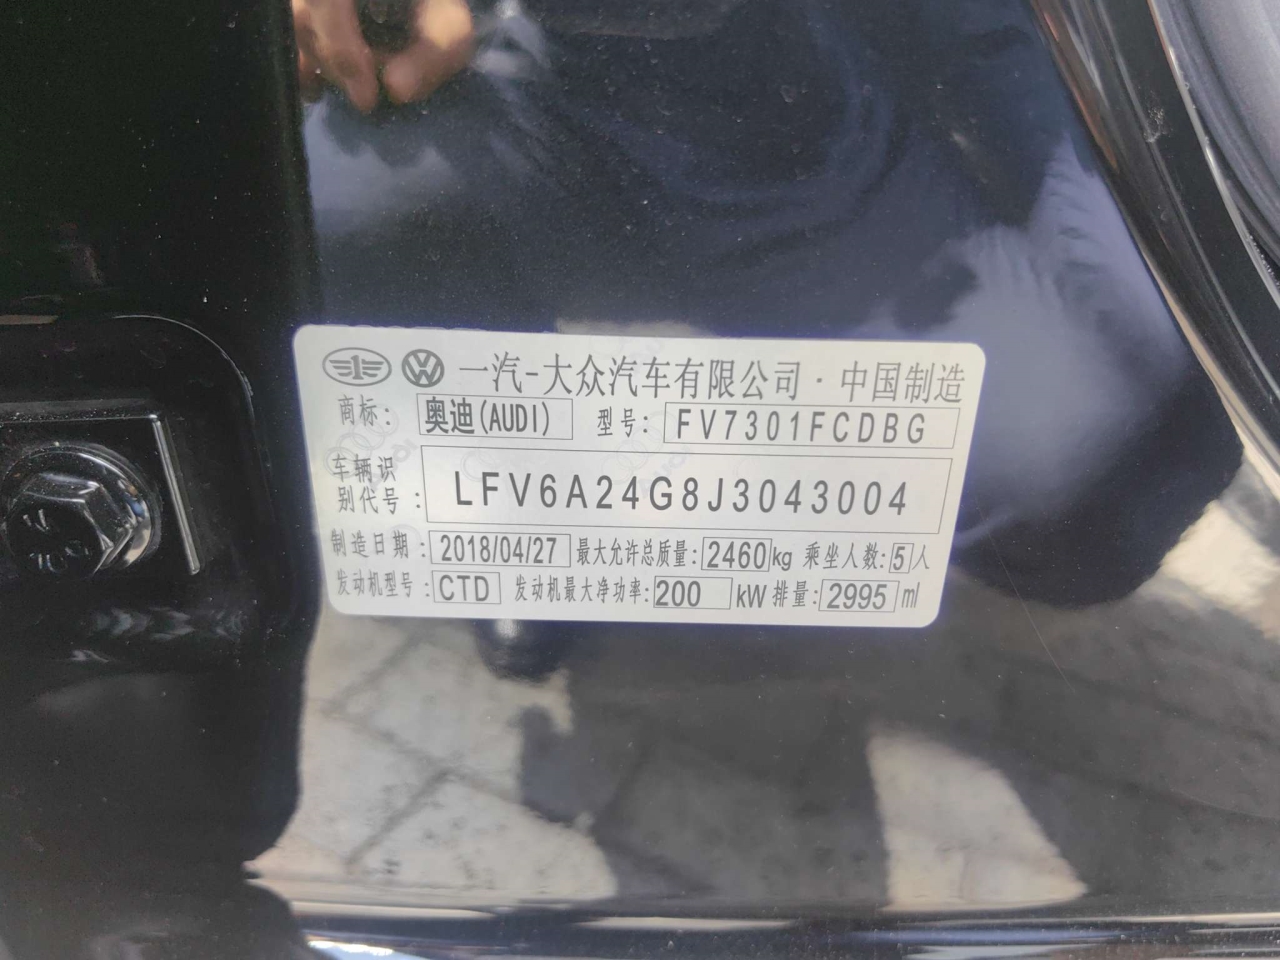 一汽-大众汽车有限公司·中国制造
商标: 奥迪(AUDI) 型号: FV7301FCDBG
车辆识别代号: LFV6A24G8J3043004
制造日期: 2018/04/27 最大允许总质量: 2460kg 乘坐人数: 5人
发动机型号: CTD 发动机最大净功率: 200 kW 排量: 2995 ml